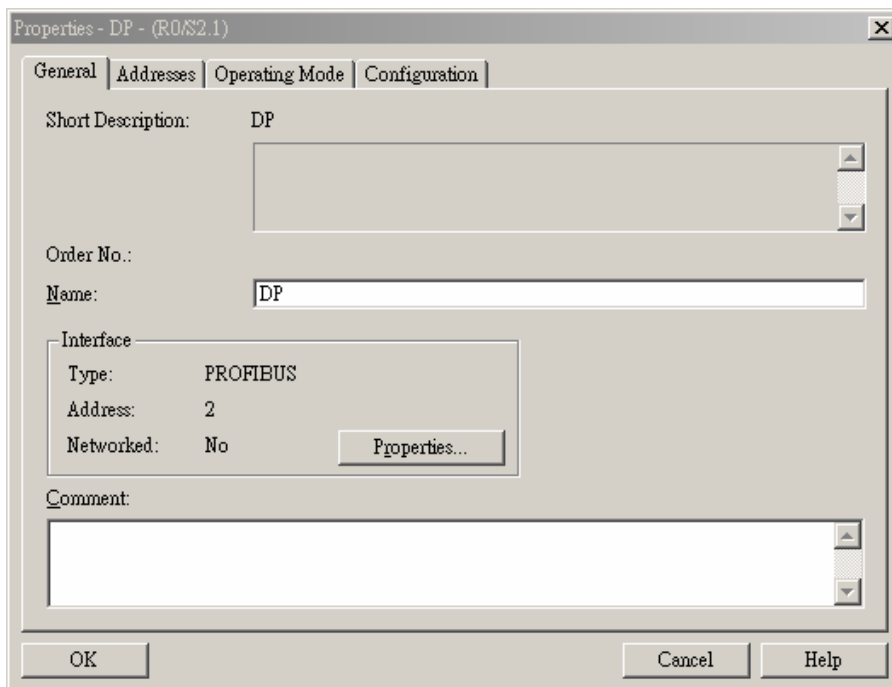 Properties - DP - (R0/S2.1)
General Addresses Operating Mode Configuration
Short Description: DP
Order No.:
Name: DP
Interface
Type: PROFIBUS
Address: 2
Networked: No Properties...
Comment:
OK Cancel Help